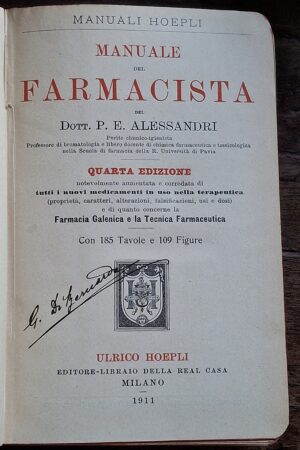 MANUALI HOEPLI
MANUALE
DEL
FARMACISTA
DEL
DOTT. P. E. ALESSANDRI
Perito chimico-igienista
Professore di bromatologia e libero docente di chimica farmaceutica e tossicologica
nella Scuola di farmacia della R. Università di Pavia
QUARTA EDIZIONE
notevolmente aumentata e corredata di
tutti i nuovi medicamenti in uso nella terapeutica
(proprietà, caratteri, alterazioni, falsificazioni, usi e dosi)
e di quanto concerne la
Farmacia Galenica e la Tecnica Farmaceutica
Con 185 Tavole e 109 Figure
ULRICO HOEPLI
EDITORE-LIBRAIO DELLA REAL CASA
MILANO
1911